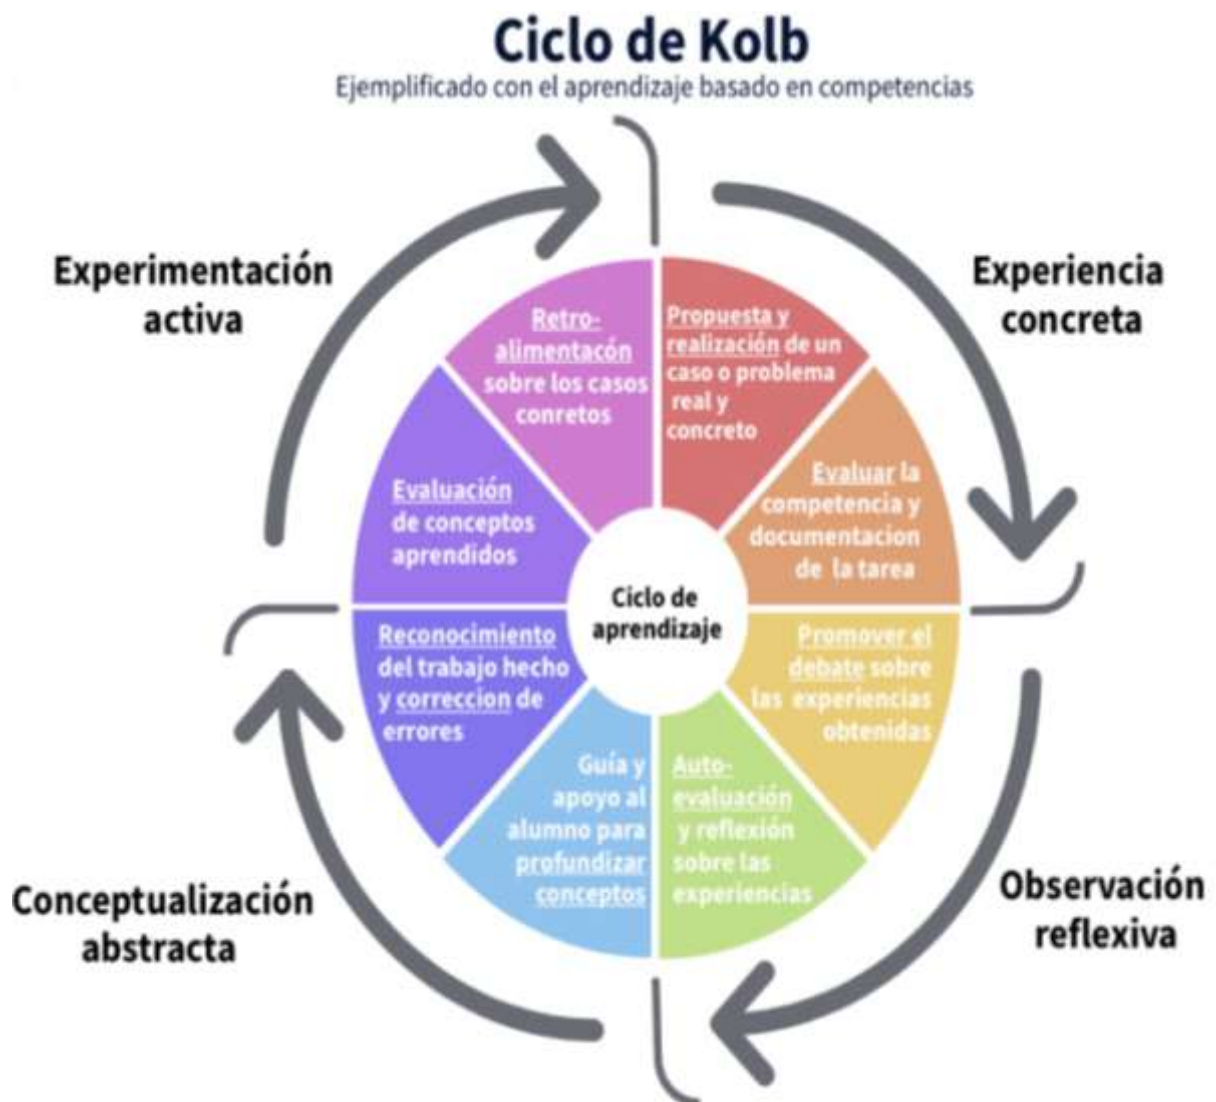 Ciclo de Kolb
Ejemplificado con el aprendizaje basado en competencias
Experimentación
activa
Experiencia
concreta
Retro-
alimentacón
sobre los casos
conretos
Propuesta y
realización de un
caso o problema
real y
concreto
Evaluar la
competencia y
documentacion
de la tarea
Evaluación
de conceptos
aprendidos
Ciclo de
aprendizaje
Reconocimiento
del trabajo hecho
y correccion de
errores
Promover el
debate sobre
las experiencias
obtenidas
Guía y
apoyo al
alumno para
profundizar
conceptos
Auto-
evaluación
y reflexión
sobre las
experiencias
Conceptualización
abstracta
Observación
reflexiva